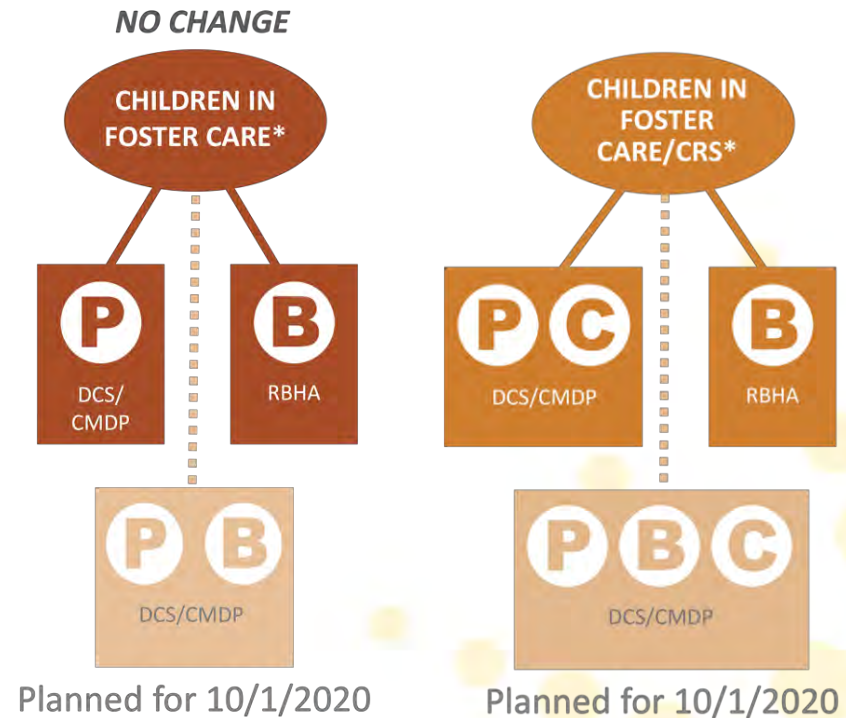 NO CHANGE
CHILDREN IN
FOSTER CARE*
P
DCS/
CMDP
B
RBHA
P B
DCS/CMDP
Planned for 10/1/2020
CHILDREN IN
FOSTER
CARE/CRS*
P C
DCS/CMDP
B
RBHA
P B C
DCS/CMDP
Planned for 10/1/2020